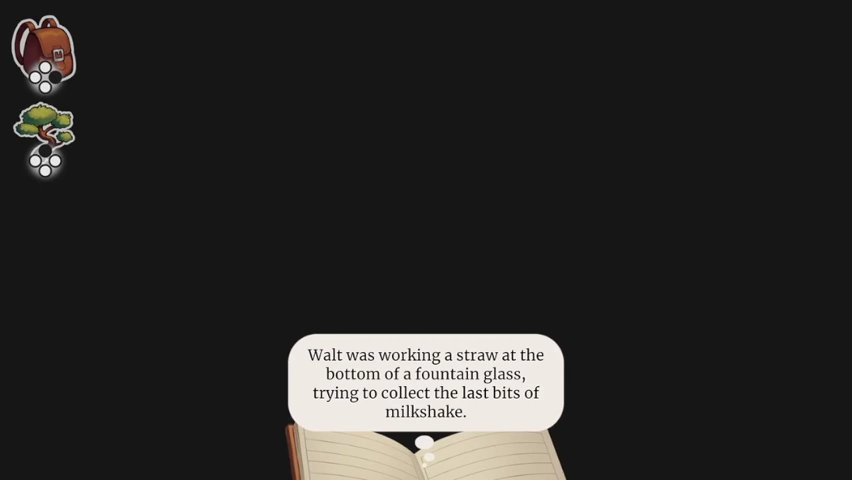 Walt was working a straw at the
bottom of a fountain glass,
trying to collect the last bits of
milkshake.